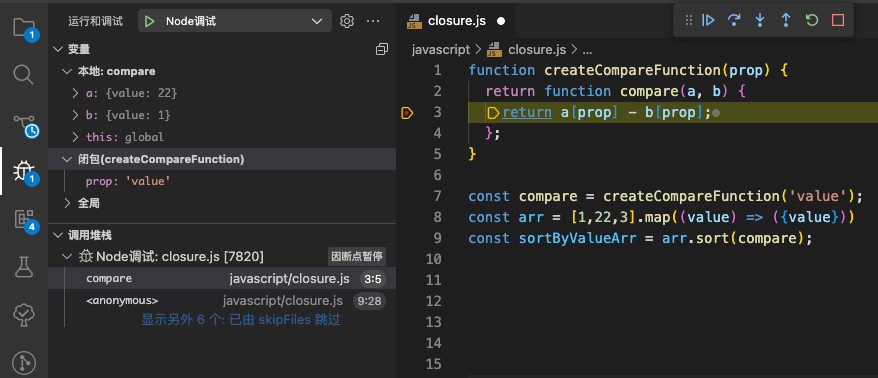 运行和调试 Node调试 ···
变量
本地: compare
a: {value: 22}
b: {value: 1}
this: global
闭包(createCompareFunction)
prop: 'value'
全局
调用堆栈
Node调试: closure.js [7820] 因断点暂停
compare javascript/closure.js 3:5
<anonymous> javascript/closure.js 9:28
显示另外 6 个: 已由 skipFiles 跳过
1
1
4
JS closure.js
javascript > JS closure.js > ...
1 function createCompareFunction(prop) {
2 return function compare(a, b) {
3 return a[prop] - b[prop];
4 };
5 }
6
7 const compare = createCompareFunction('value');
8 const arr = [1,22,3].map((value) => ({value}))
9 const sortByValueArr = arr.sort(compare);
10
11
12
13
14
15